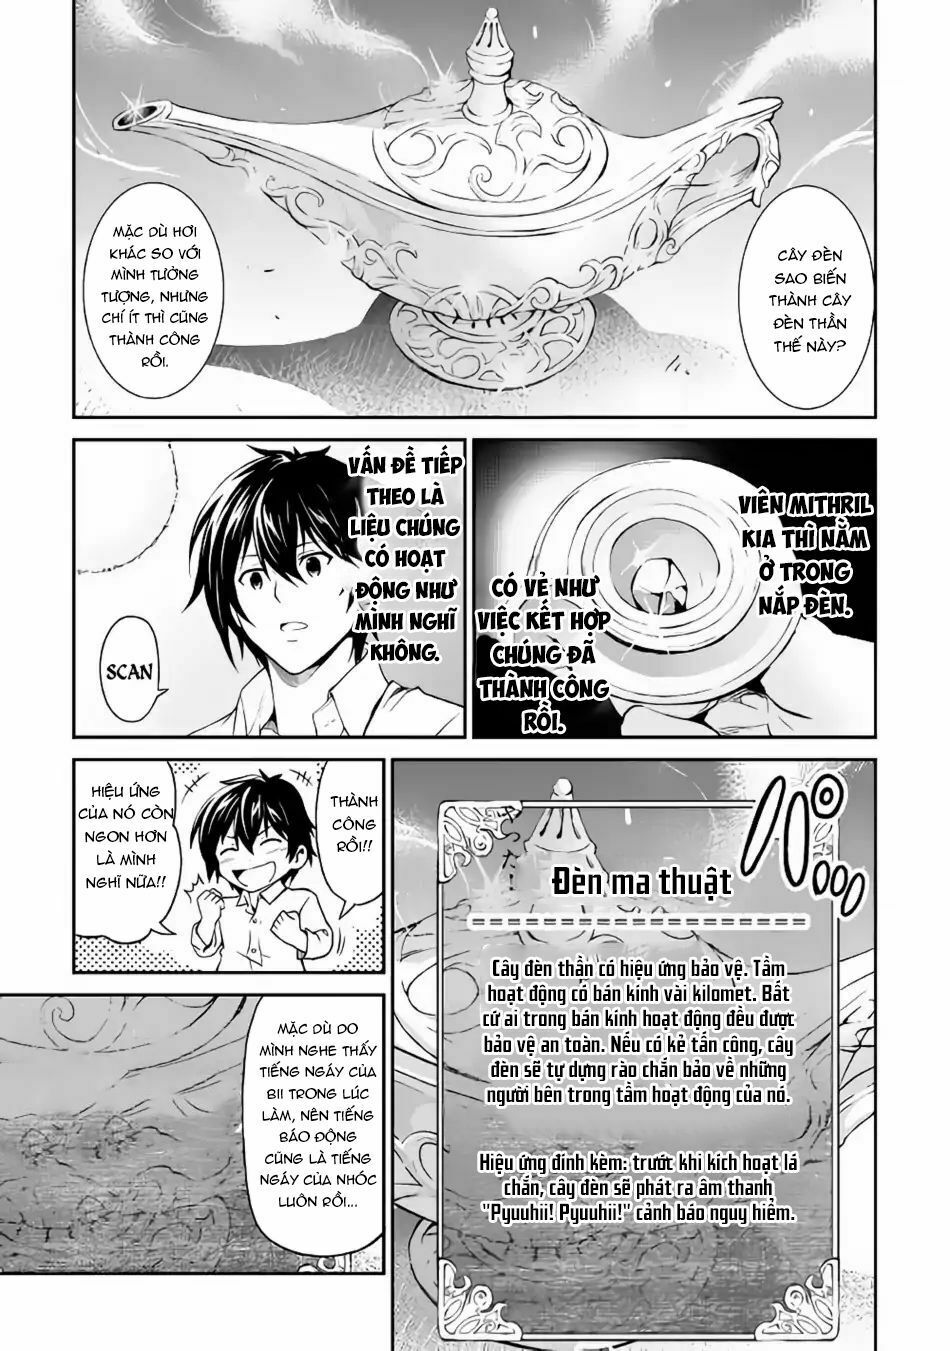 CÂY ĐÈN
SAO BIẾN
THÀNH CÂY
ĐÈN THẦN
THẾ NÀY?
MẶC DÙ HƠI
KHÁC SO VỚI
MÌNH TƯỞNG
TƯỢNG, NHƯNG
CHÍ ÍT THÌ CŨNG
THÀNH CÔNG
RỒI.
VIÊN MITHRIL
KIA THÌ NẰM
Ở TRONG
NẮP ĐÈN.
CÓ VẺ NHƯ
VIỆC KẾT HỢP
CHÚNG ĐÃ
THÀNH CÔNG
RỒI.
VẤN ĐỀ TIẾP
THEO LÀ
LIỆU CHÚNG
CÓ HOẠT
ĐỘNG NHƯ
MÌNH NGHĨ
KHÔNG.
SCAN
Đèn ma thuật
Cây đèn thần có hiệu ứng bảo vệ. Tầm
hoạt động có bán kính vài kilomet. Bất
cứ ai trong bán kính hoạt động đều được
bảo vệ an toàn. Nếu có kẻ tấn công, cây
đèn sẽ tự dựng rào chắn bảo về những
người bên trong tầm hoạt động của nó.
Hiệu ứng đính kèm: trước khi kích hoạt lá
chắn, cây đèn sẽ phát ra âm thanh
"Pyuuhii! Pyuuhii!" cảnh báo nguy hiểm.
THÀNH
CÔNG
RỒI!!
HIỆU ỨNG
CỦA NÓ CÒN
NGON HƠN
LÀ MÌNH
NGHĨ NỮA!!
MẶC DÙ DO
MÌNH NGHE THẤY
TIẾNG NGÁY CỦA
BII TRONG LÚC
LÀM, NÊN TIẾNG
BÁO ĐỘNG
CŨNG LÀ TIẾNG
NGÁY CỦA NHÓC
LUÔN RỒI...